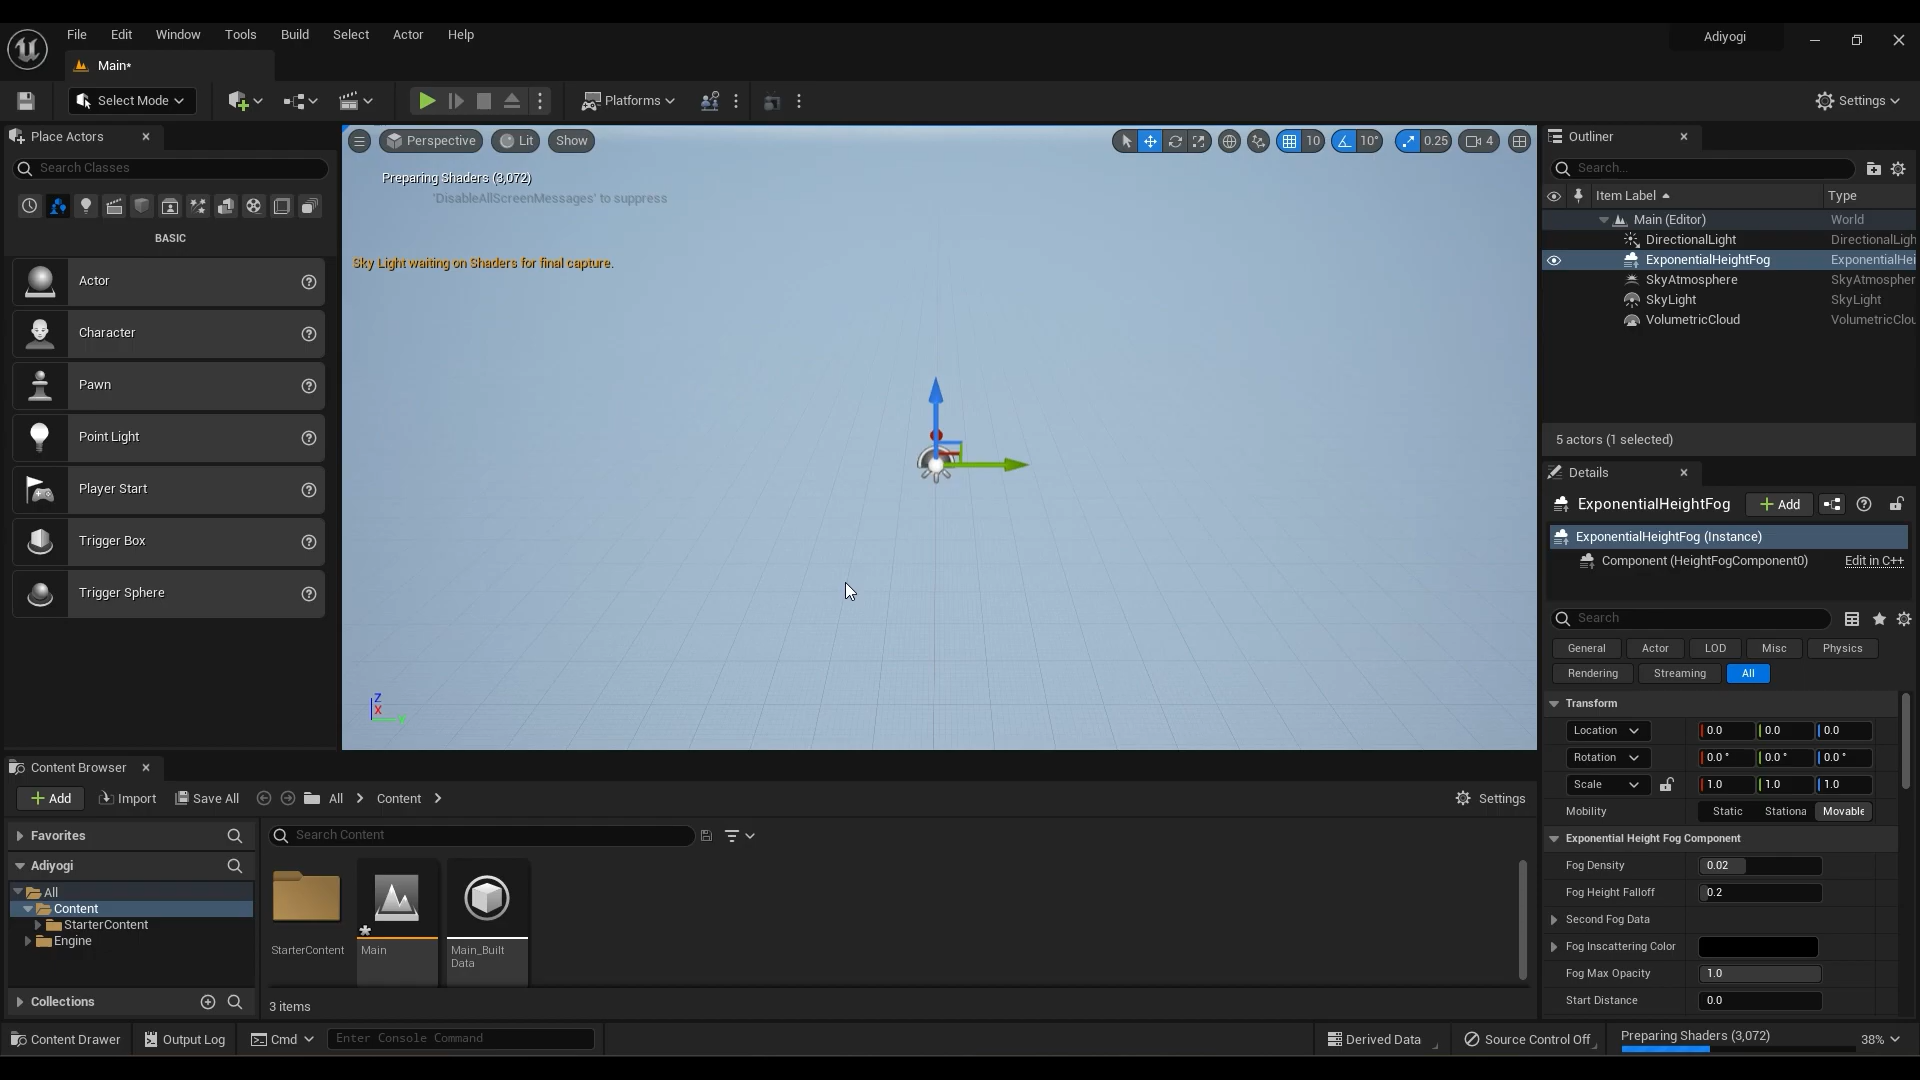 File Edit Window Tools Build Select Actor Help
Adiyogi
Main*
Select Mode
Platforms
Settings
Place Actors
Search Classes
BASIC
Actor
Character
Pawn
Point Light
Player Start
Trigger Box
Trigger Sphere
Perspective Lit Show
10 10° 0.25 4
Preparing Shaders (3,072)
'DisableAllScreenMessages' to suppress
Sky Light waiting on Shaders for final capture.
Z
X
Outliner
Search...
Item Label Type
Main (Editor) World
DirectionalLight DirectionalLigh
ExponentialHeightFog ExponentialHei
SkyAtmosphere SkyAtmospher
SkyLight SkyLight
VolumetricCloud VolumetricClou
5 actors (1 selected)
Details
ExponentialHeightFog Add
ExponentialHeightFog (Instance)
Component (HeightFogComponent0) Edit in C++
Search
General Actor LOD Misc Physics
Rendering Streaming All
Transform
Location 0.0 0.0 0.0
Rotation 0.0° 0.0° 0.0°
Scale 1.0 1.0 1.0
Mobility Static Stationa Movable
Exponential Height Fog Component
Fog Density 0.02
Fog Height Falloff 0.2
Second Fog Data
Fog Inscattering Color
Fog Max Opacity 1.0
Start Distance 0.0
Content Browser
Add Import Save All All Content Settings
Favorites
Adiyogi
All
Content
StarterContent
Engine
Collections
Search Content
StarterContent
Main
Main_Built
Data
3 items
Content Drawer Output Log Cmd Enter Console Command Derived Data Source Control Off Preparing Shaders (3,072) 38%